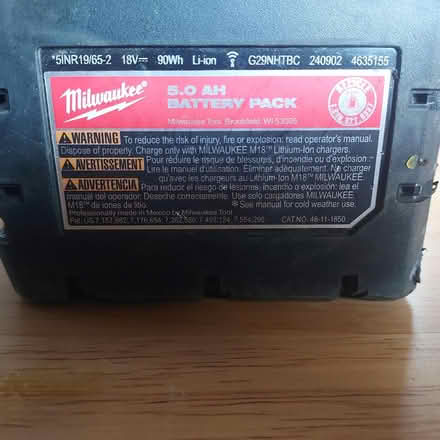 *5INR19/65-2 18V⎓ 90Wh Li-ion G29NHTBC 240902 4635155
Milwaukee®
5.0 AH
BATTERY PACK
Milwaukee Tool, Brookfield, WI 53005
RECYCLE
1.800.822.8837
WARNING To reduce the risk of injury, fire or explosion: read operator's manual.
Dispose of properly. Charge only with MILWAUKEE M18™ Lithium-Ion chargers.
AVERTISSEMENT Pour réduire le risque de blessures, d'incendie ou d'explosion:
Lire le manuel d'utilisation. Éliminer adéquatement. Ne charger
qu'avec les chargeurs au Lithium-Ion M18™ MILWAUKEE.
ADVERTENCIA Para reducir el riesgo de lesiones, incendio o explosión: lea el
manual del operador. Deseche correctamente. Use solo cargadores MILWAUKEE
M18™ de iones de litio. * See manual for cold weather use.
Professionally made in Mexico by Milwaukee Tool
CAT.NO. 48-11-1850